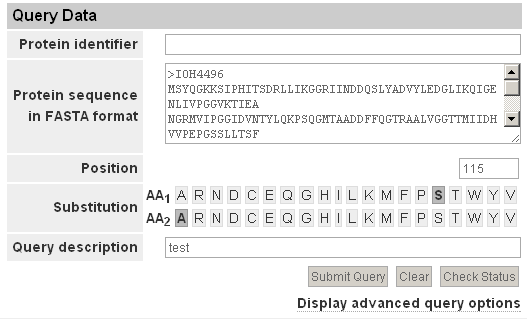 Query Data
Protein identifier
Protein sequence
in FASTA format
>IOH4496
MSYQGKKSIPHITSDRLLIKGGRIINDDQSLYADVYLEDGLIKQIGE
NLIVPGGVKTIEA
NGRMVIPGGIDVNTYLQKPSQGMTAADDFFQGTRAALVGGTTMIIDH
VVPEPGSSLLTSF
Position
115
Substitution
AA1 A R N D C E Q G H I L K M F P S T W Y V
AA2 A R N D C E Q G H I L K M F P S T W Y V
Query description
test
Submit Query Clear Check Status
Display advanced query options